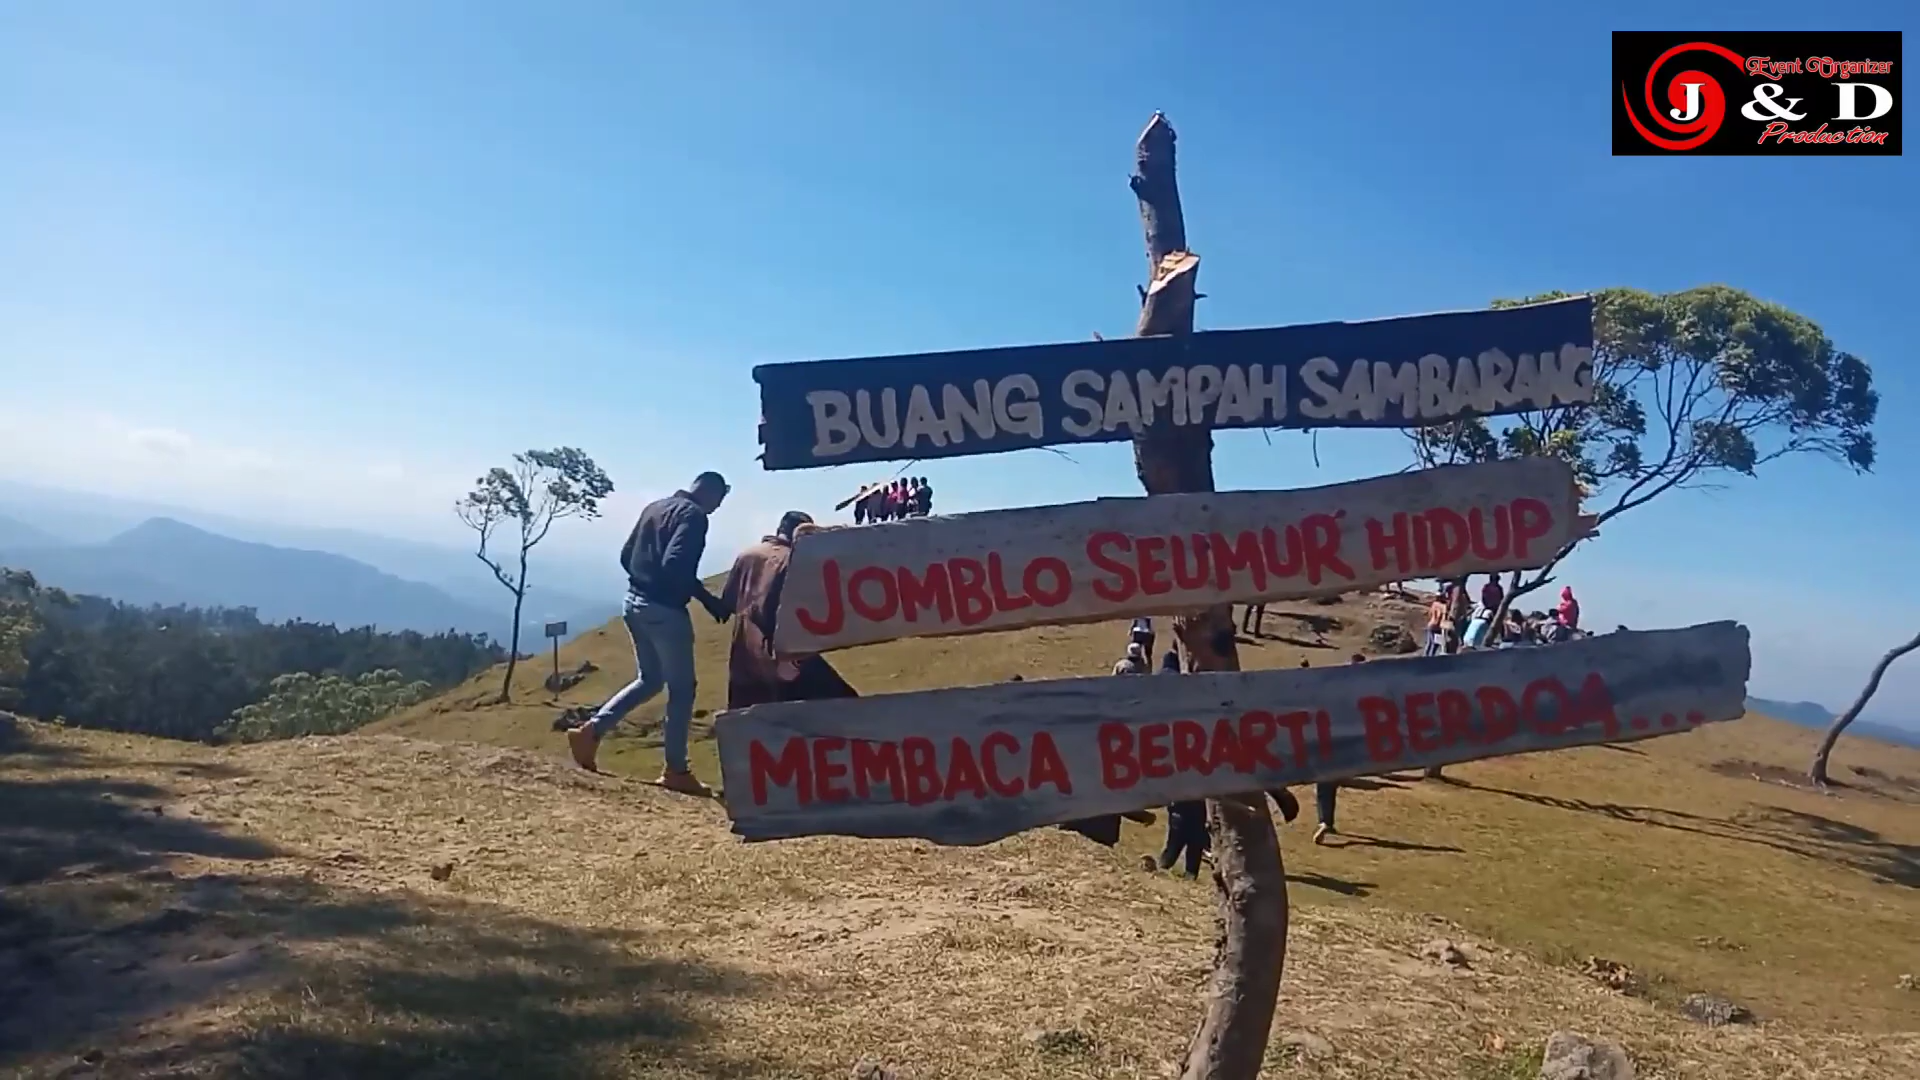 Event Organizer
J & D
Production
BUANG SAMPAH SAMBARANG
JOMBLO SEUMUR HIDUP
MEMBACA BERARTI BERDOA...